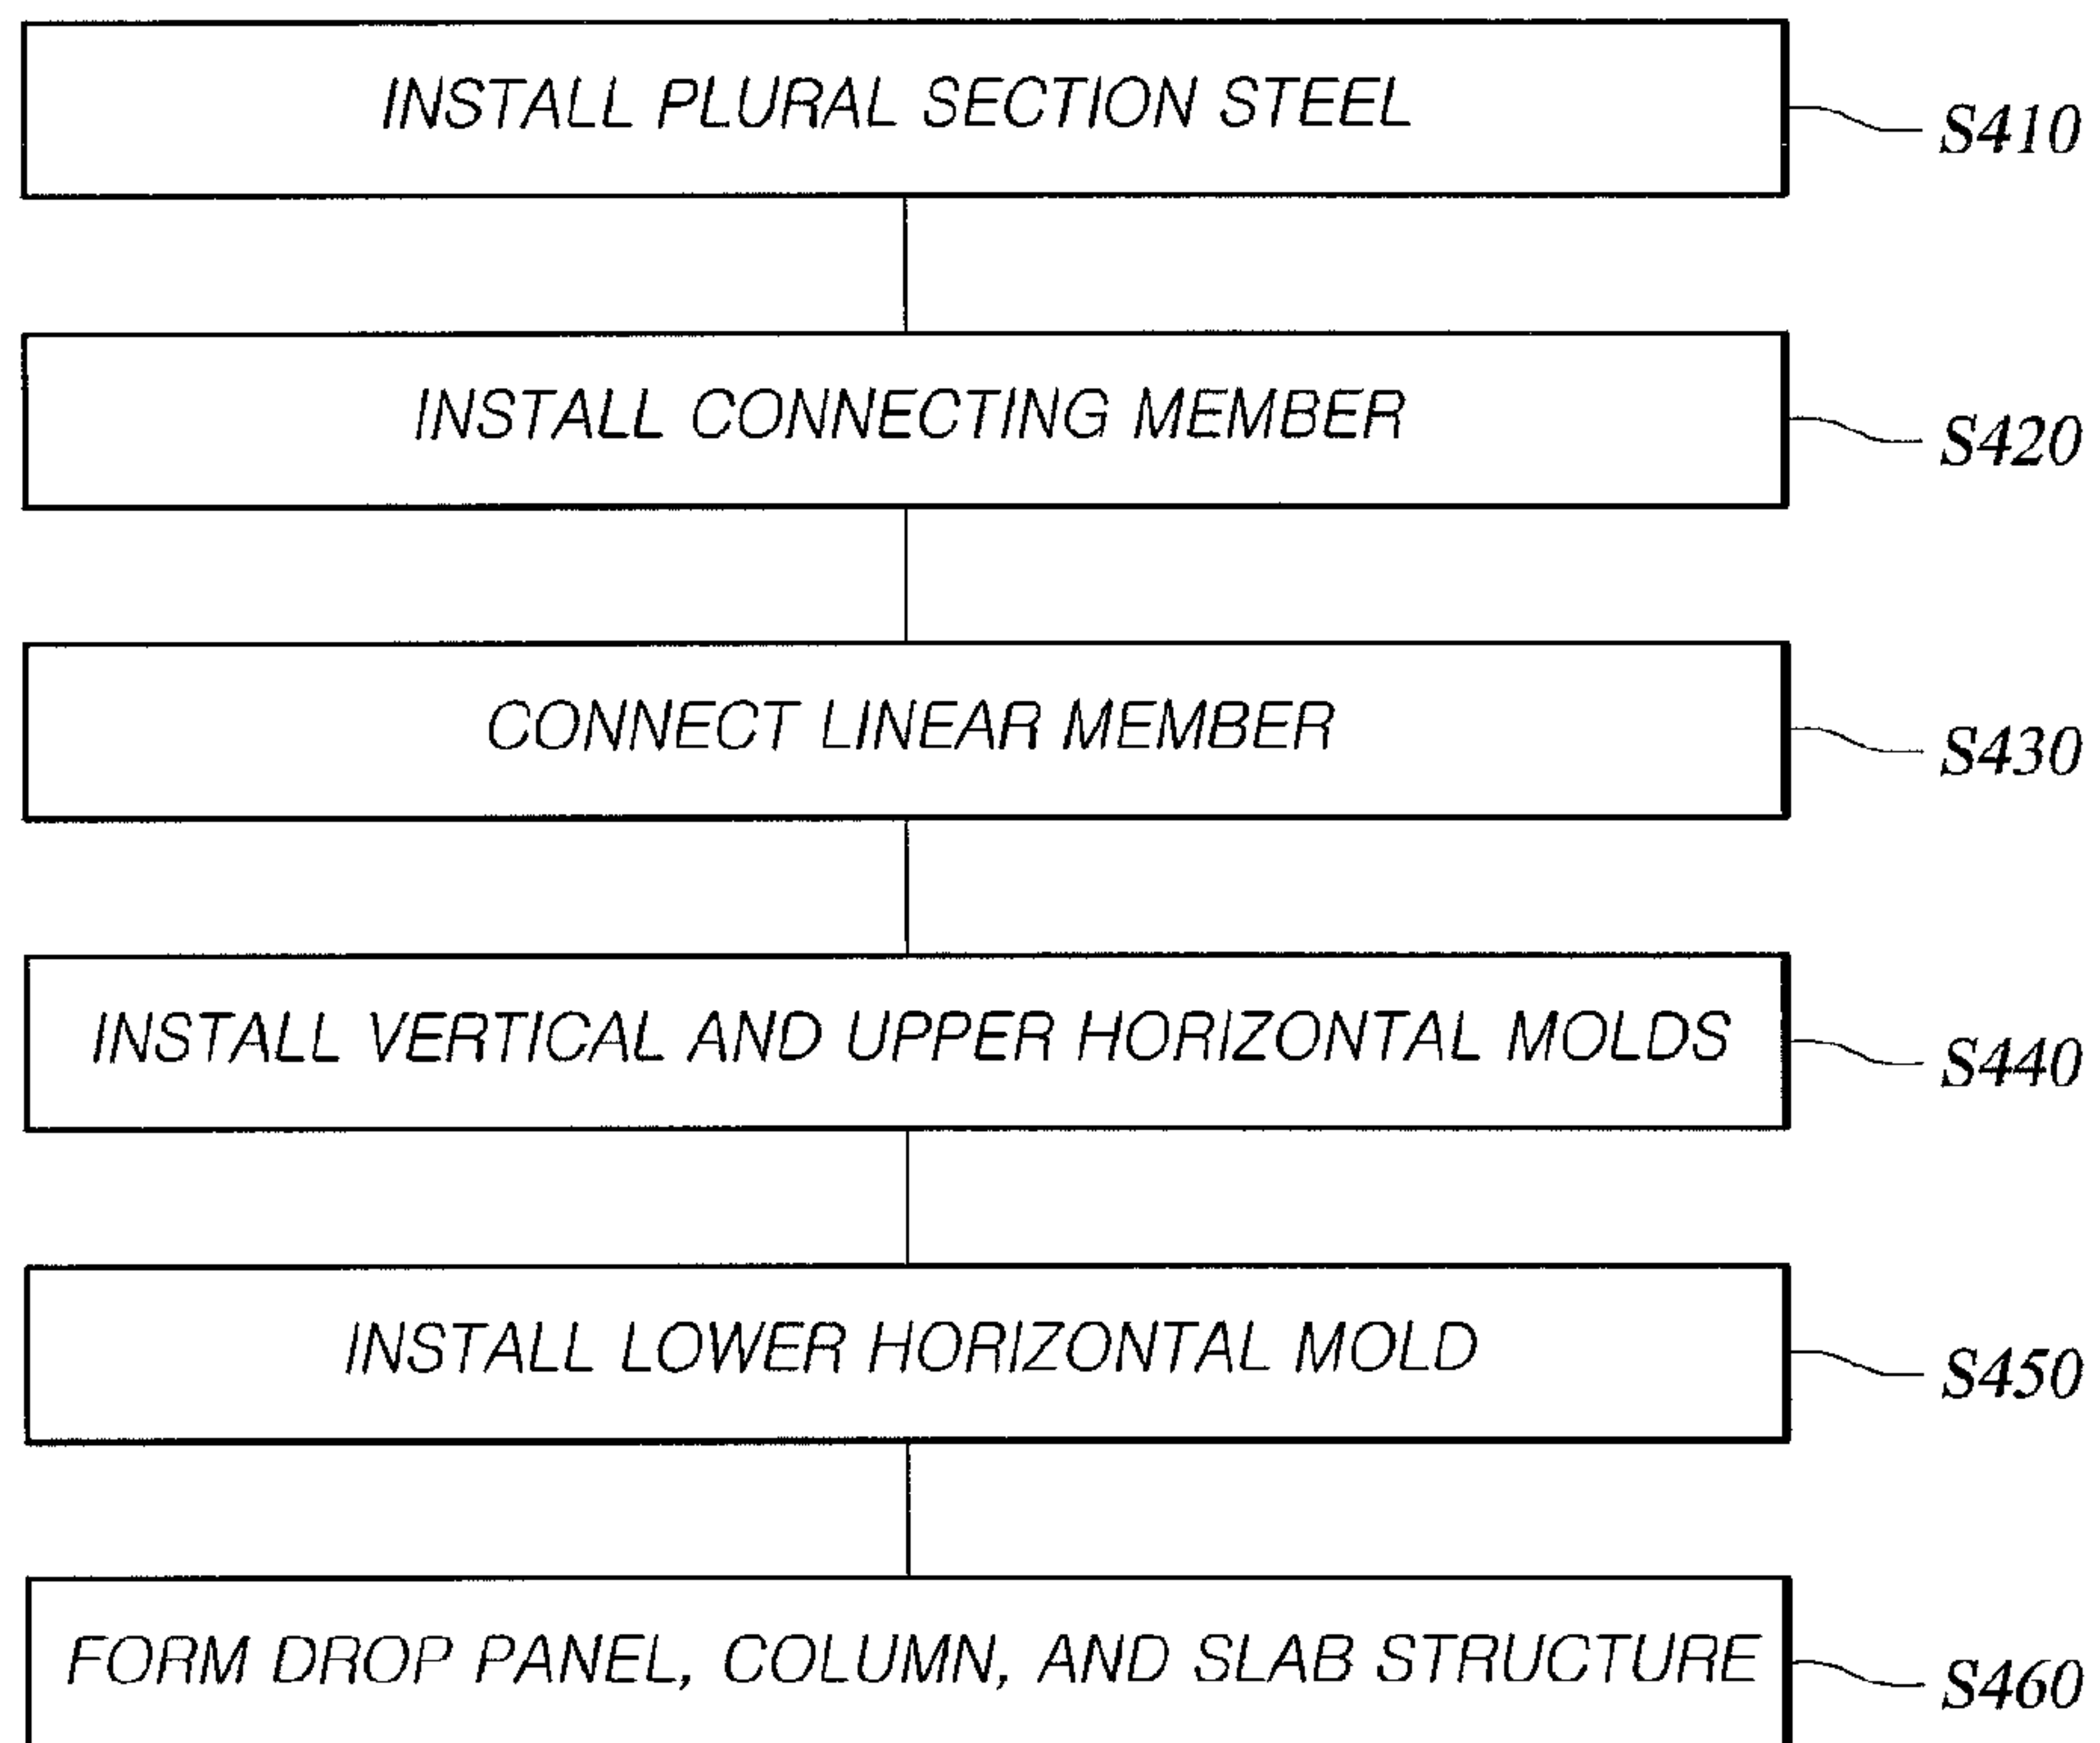 INSTALL PLURAL SECTION STEEL
S410
INSTALL CONNECTING MEMBER
S420
CONNECT LINEAR MEMBER
S430
INSTALL VERTICAL AND UPPER HORIZONTAL MOLDS
S440
INSTALL LOWER HORIZONTAL MOLD
S450
FORM DROP PANEL, COLUMN, AND SLAB STRUCTURE
S460